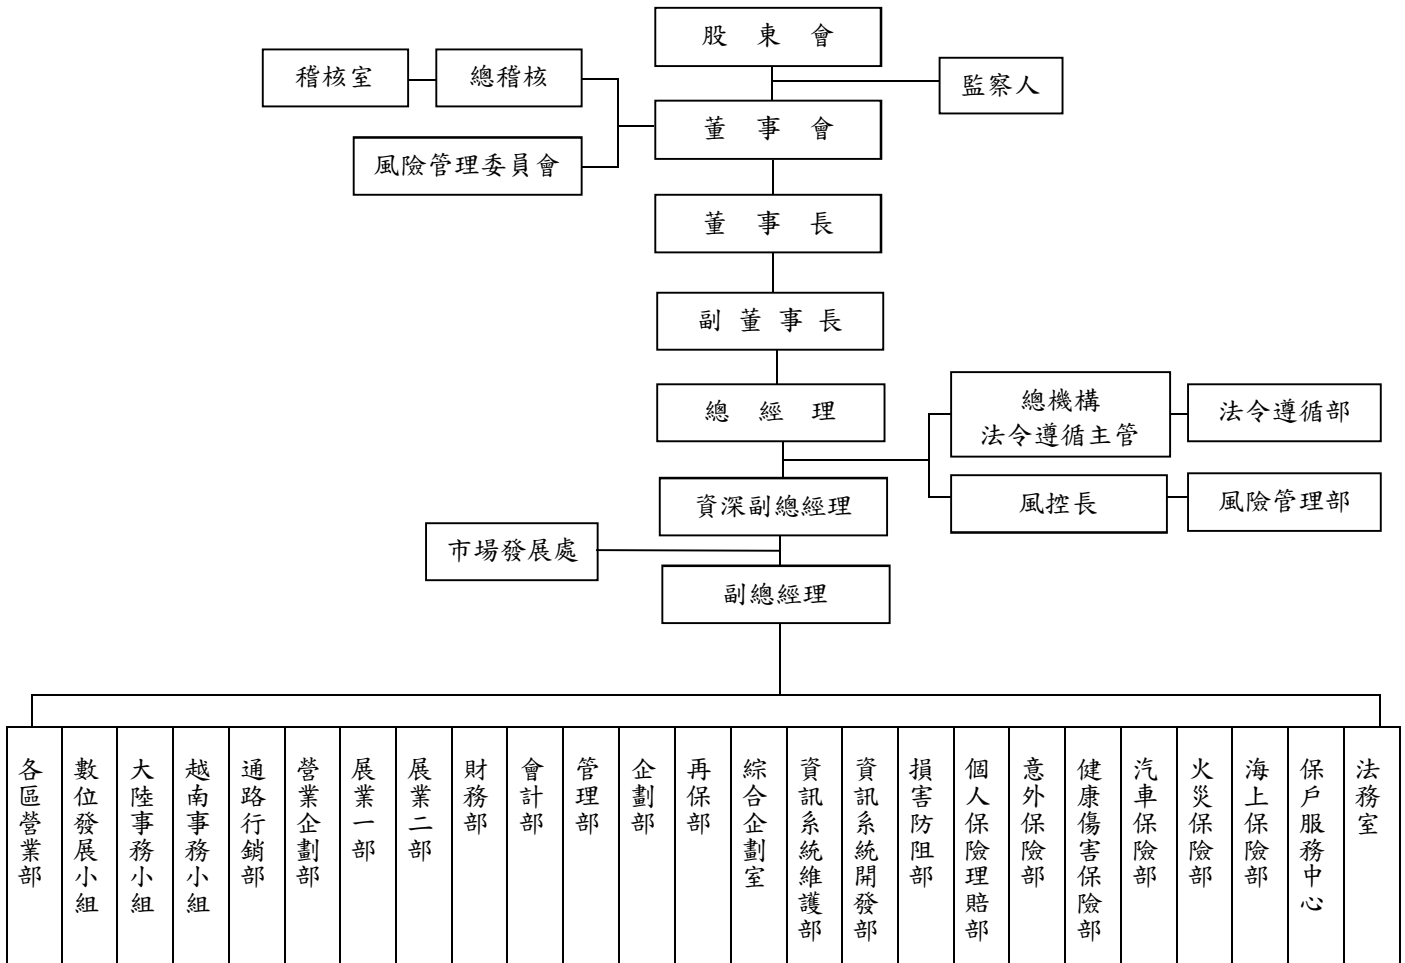 股東會
稽核室
總稽核
監察人
董事會
風險管理委員會
董事長
副董事長
總經理
總機構
法令遵循主管
法令遵循部
資深副總經理
風控長
風險管理部
市場發展處
副總經理
各區營業部
數位發展小組
大陸事務小組
越南事務小組
通路行銷部
營業企劃部
展業一部
展業二部
財務部
會計部
管理部
企劃部
再保部
綜合企劃室
資訊系統維護部
資訊系統開發部
損害防阻部
個人保險理賠部
意外保險部
健康傷害保險部
汽車保險部
火災保險部
海上保險部
保戶服務中心
法務室